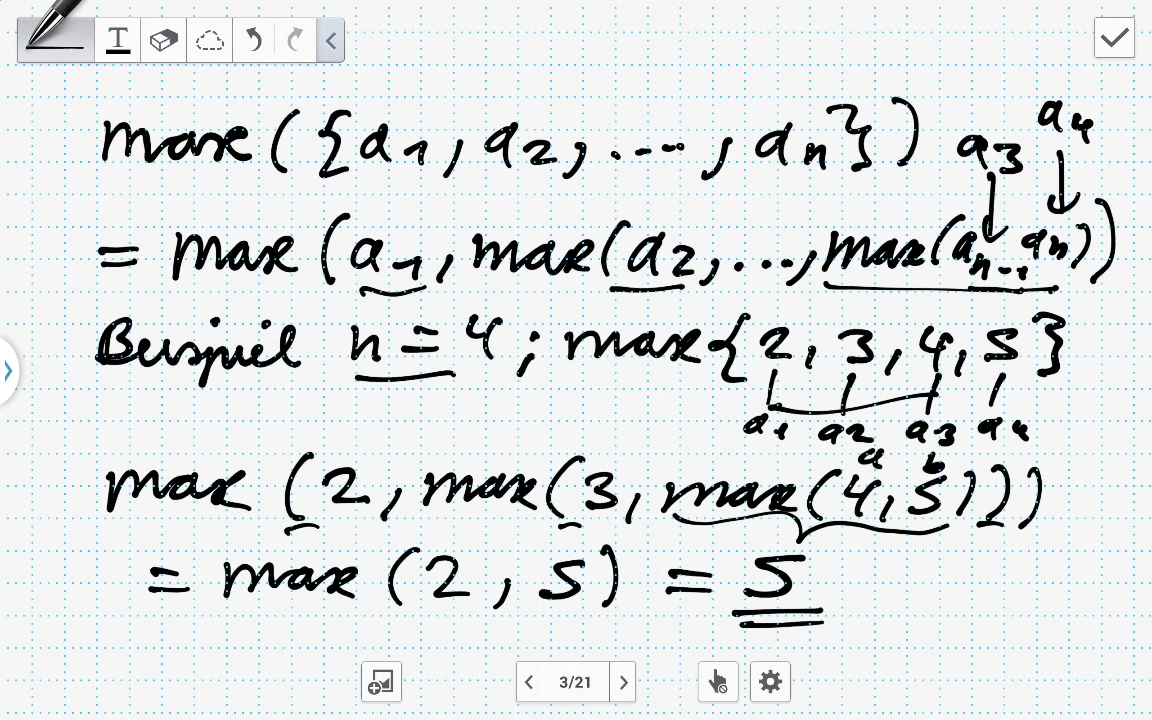 T
max({a₁, a₂, ..., aₙ}) a₃ a₄
= max(a₁, max(a₂, ..., max(aₙ₋₁, aₙ))
Beispiel n = 4; max{2, 3, 4, 5}
a₁ a₂ a₃ a₄
a b
max (2, max(3, max(4, 5)))
= max (2, 5) = 5
3/21